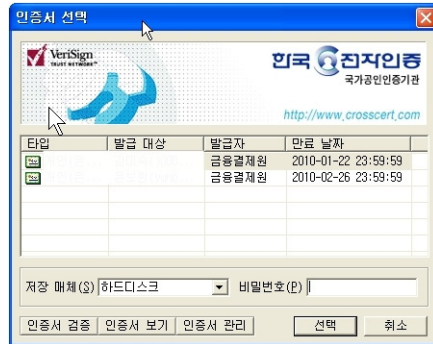 인증서 선택
VeriSign
TRUST NETWORK
한국전자인증
국가공인인증기관
http://www.crosscert.com
타입 발급 대상 발급자 만료 날짜
금융결제원 2010-01-22 23:59:59
금융결제원 2010-02-26 23:59:59
저장 매체(S) 하드디스크 비밀번호(P)
인증서 검증 인증서 보기 인증서 관리 선택 취소